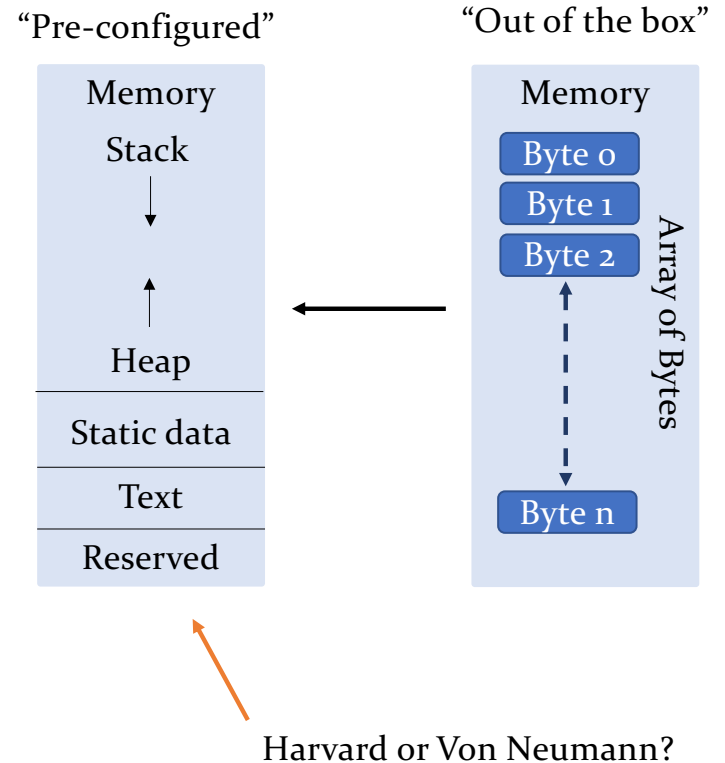 “Pre-configured”
Memory
Stack
Heap
Static data
Text
Reserved
“Out of the box”
Memory
Byte 0
Byte 1
Byte 2
Byte n
Array of Bytes
Harvard or Von Neumann?